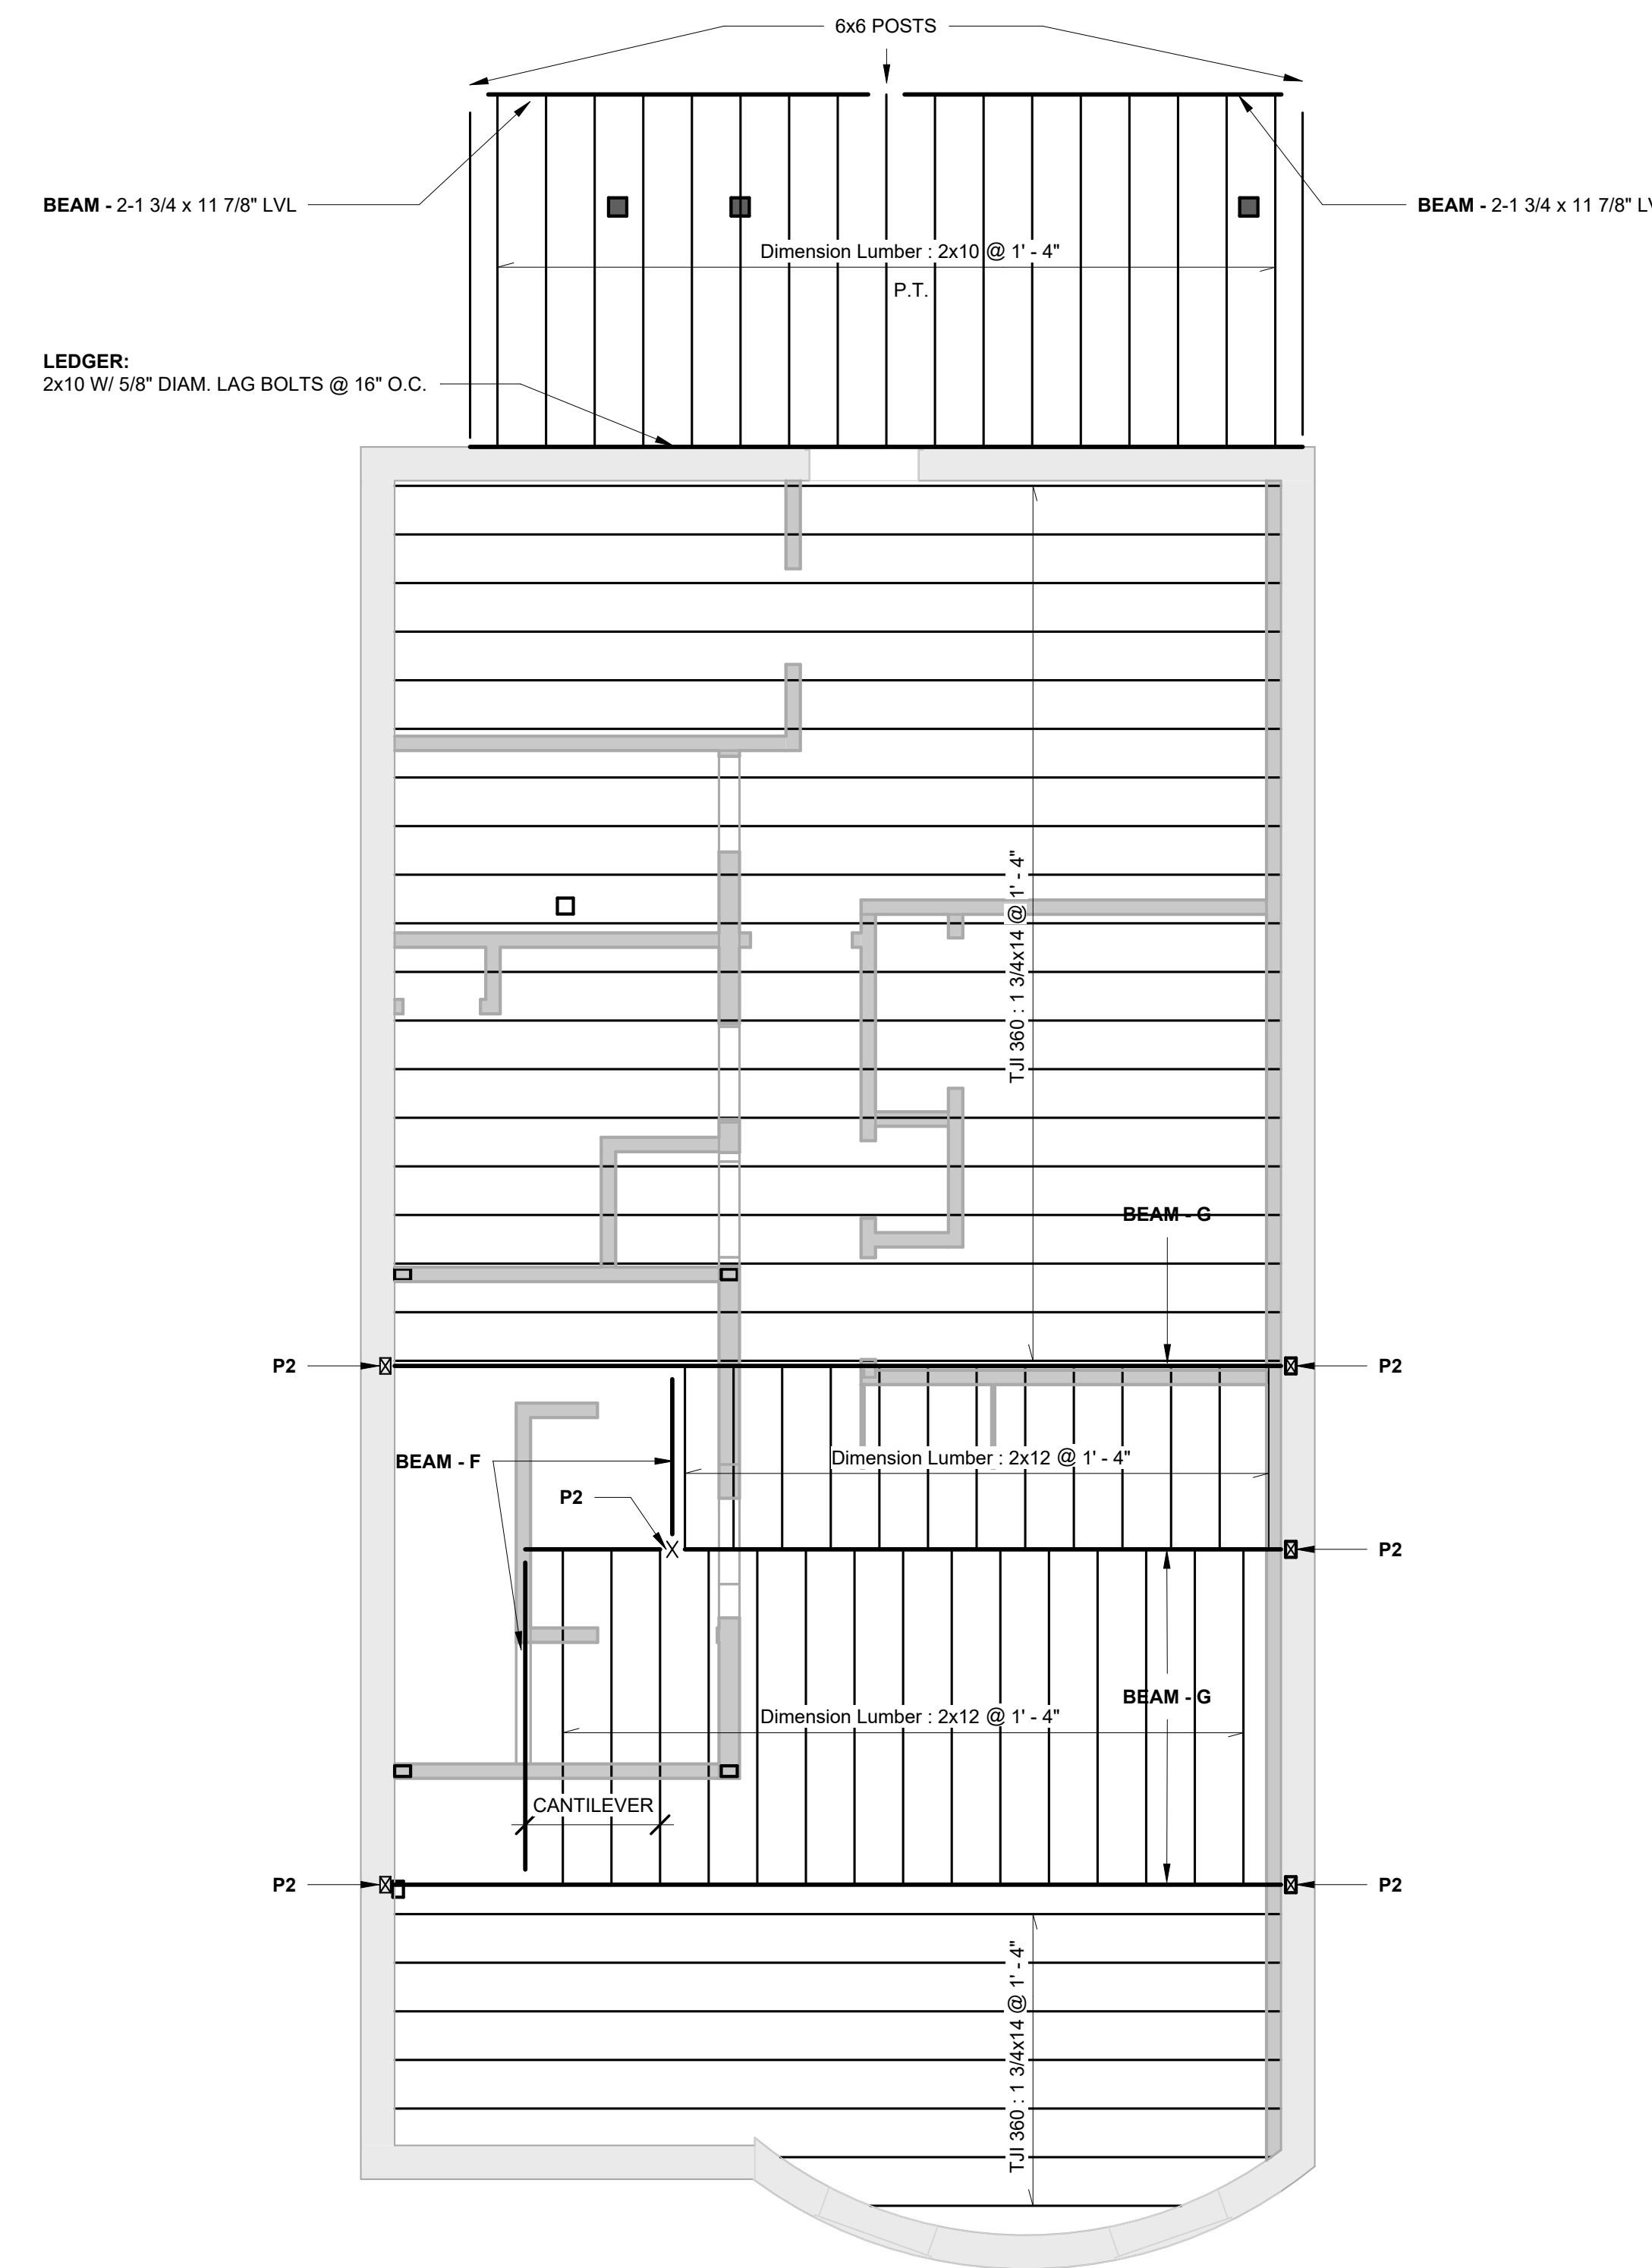 6x6 POSTS
BEAM - 2-1 3/4 x 11 7/8" LVL
BEAM - 2-1 3/4 x 11 7/8"
Dimension Lumber : 2x10 @ 1' - 4"
P.T.
LEDGER:
2x10 W/ 5/8" DIAM. LAG BOLTS @ 16" O.C.
TJI 360 : 1 3/4x14 @ 1' - 4"
BEAM - G
P2
P2
Dimension Lumber : 2x12 @ 1' - 4"
BEAM - F
P2
P2
BEAM - G
Dimension Lumber : 2x12 @ 1' - 4"
CANTILEVER
P2
P2
TJI 360 : 1 3/4x14 @ 1' - 4"